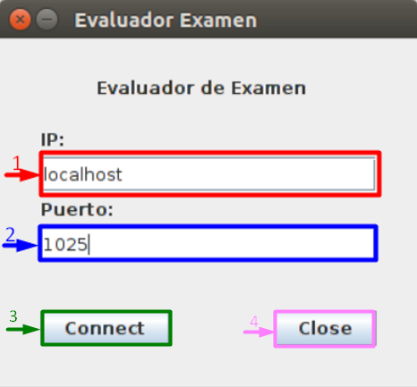 Evaluador Examen
Evaluador de Examen
IP:
1 localhost
Puerto:
2 1025
3 Connect 4 Close